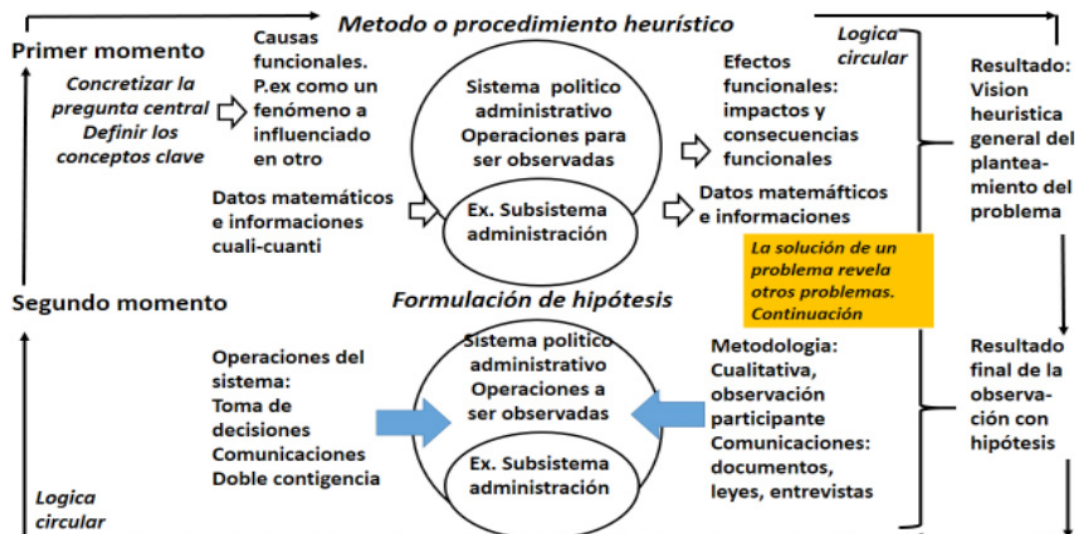 Metodo o procedimiento heurístico
Primer momento
Concretizar la
pregunta central
Definir los
conceptos clave
Causas
funcionales.
P.ex como un
fenómeno a
influenciado
en otro
Datos matemáticos
e informaciones
cuali-cuanti
Sistema politico
administrativo
Operaciones para
ser observadas
Ex. Subsistema
administración
Efectos
funcionales:
impactos y
consecuencias
funcionales
Datos matemáfticos
e informaciones
Logica
circular
Resultado:
Vision
heuristica
general del
plantea-
miento del
problema
La solución de un
problema revela
otros problemas.
Continuación
Segundo momento
Formulación de hipótesis
Operaciones del
sistema:
Toma de
decisiones
Comunicaciones
Doble contigencia
Sistema politico
administrativo
Operaciones a
ser observadas
Ex. Subsistema
administración
Metodologia:
Cualitativa,
observación
participante
Comunicaciones:
documentos,
leyes, entrevistas
Resultado
final de la
observa-
ción con
hipótesis
Logica
circular